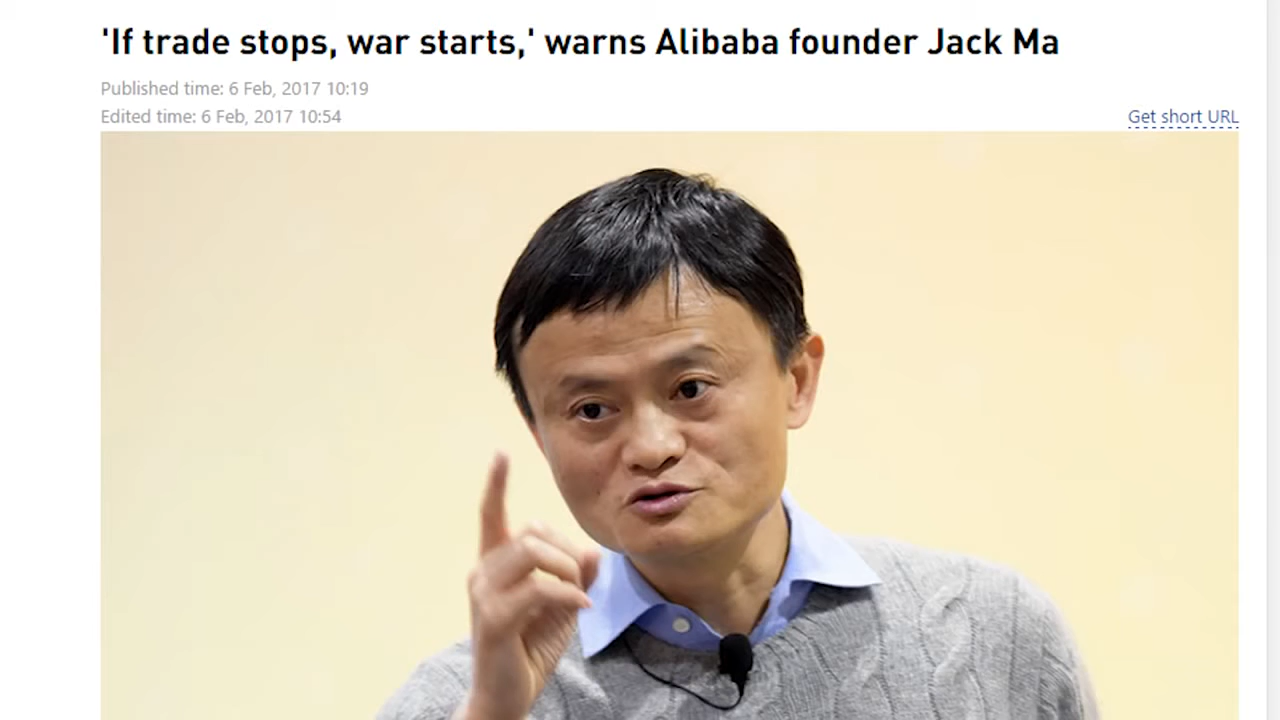 'If trade stops, war starts,' warns Alibaba founder Jack Ma
Published time: 6 Feb, 2017 10:19
Edited time: 6 Feb, 2017 10:54
Get short URL